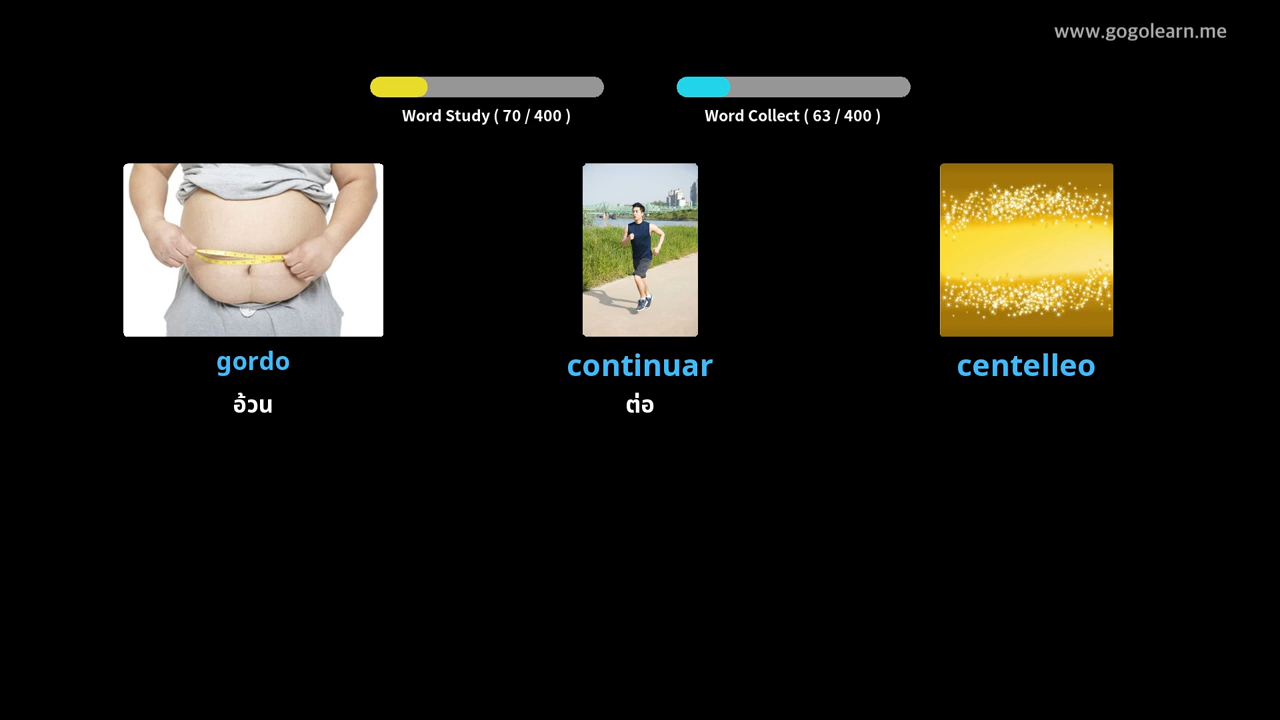 www.gogolearn.me
Word Study ( 70 / 400 )
Word Collect ( 63 / 400 )
gordo
continuar
centelleo
อ้วน
ต่อ